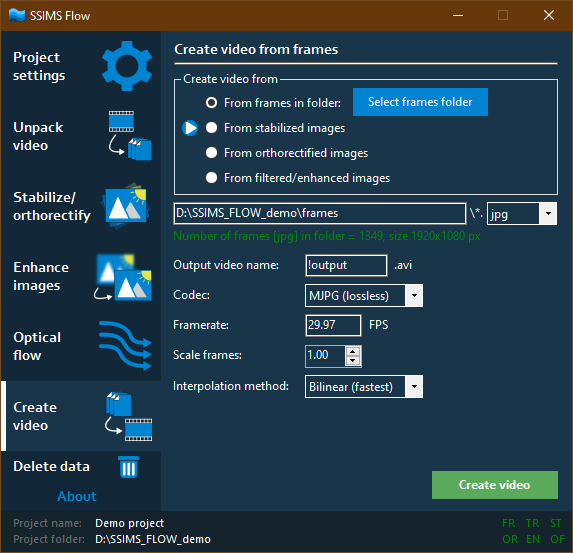 SSIMS Flow
Project
settings
Unpack
video
Stabilize/
orthorectify
Enhance
images
Optical
flow
Create
video
Delete data
About
Create video from frames
Create video from
From frames in folder:
Select frames folder
From stabilized images
From orthorectified images
From filtered/enhanced images
D:\SSIMS_FLOW_demo\frames \*. jpg
Number of frames [jpg] in folder = 1349, size 1920x1080 px
Output video name: !output .avi
Codec: MJPG (lossless)
Framerate: 29.97 FPS
Scale frames: 1.00
Interpolation method: Bilinear (fastest)
Create video
Project name: Demo project
Project folder: D:\SSIMS_FLOW_demo
FR TR ST
OR EN OF